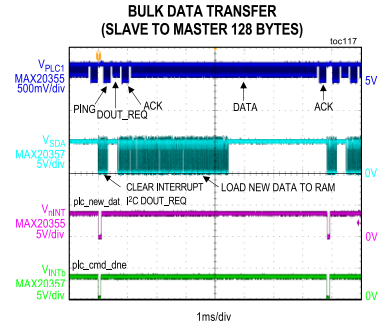 BULK DATA TRANSFER
(SLAVE TO MASTER 128 BYTES)
toc117
VPLC1
MAX20355
500mV/div
5V
PING
DOUT_REQ
ACK
DATA
ACK
VSDA
MAX20357
5V/div
0V
CLEAR INTERRUPT
I²C DOUT_REQ
LOAD NEW DATA TO RAM
plc_new_dat
VnINT
MAX20355
5V/div
0V
plc_cmd_dne
VINTb
MAX20357
5V/div
0V
1ms/div